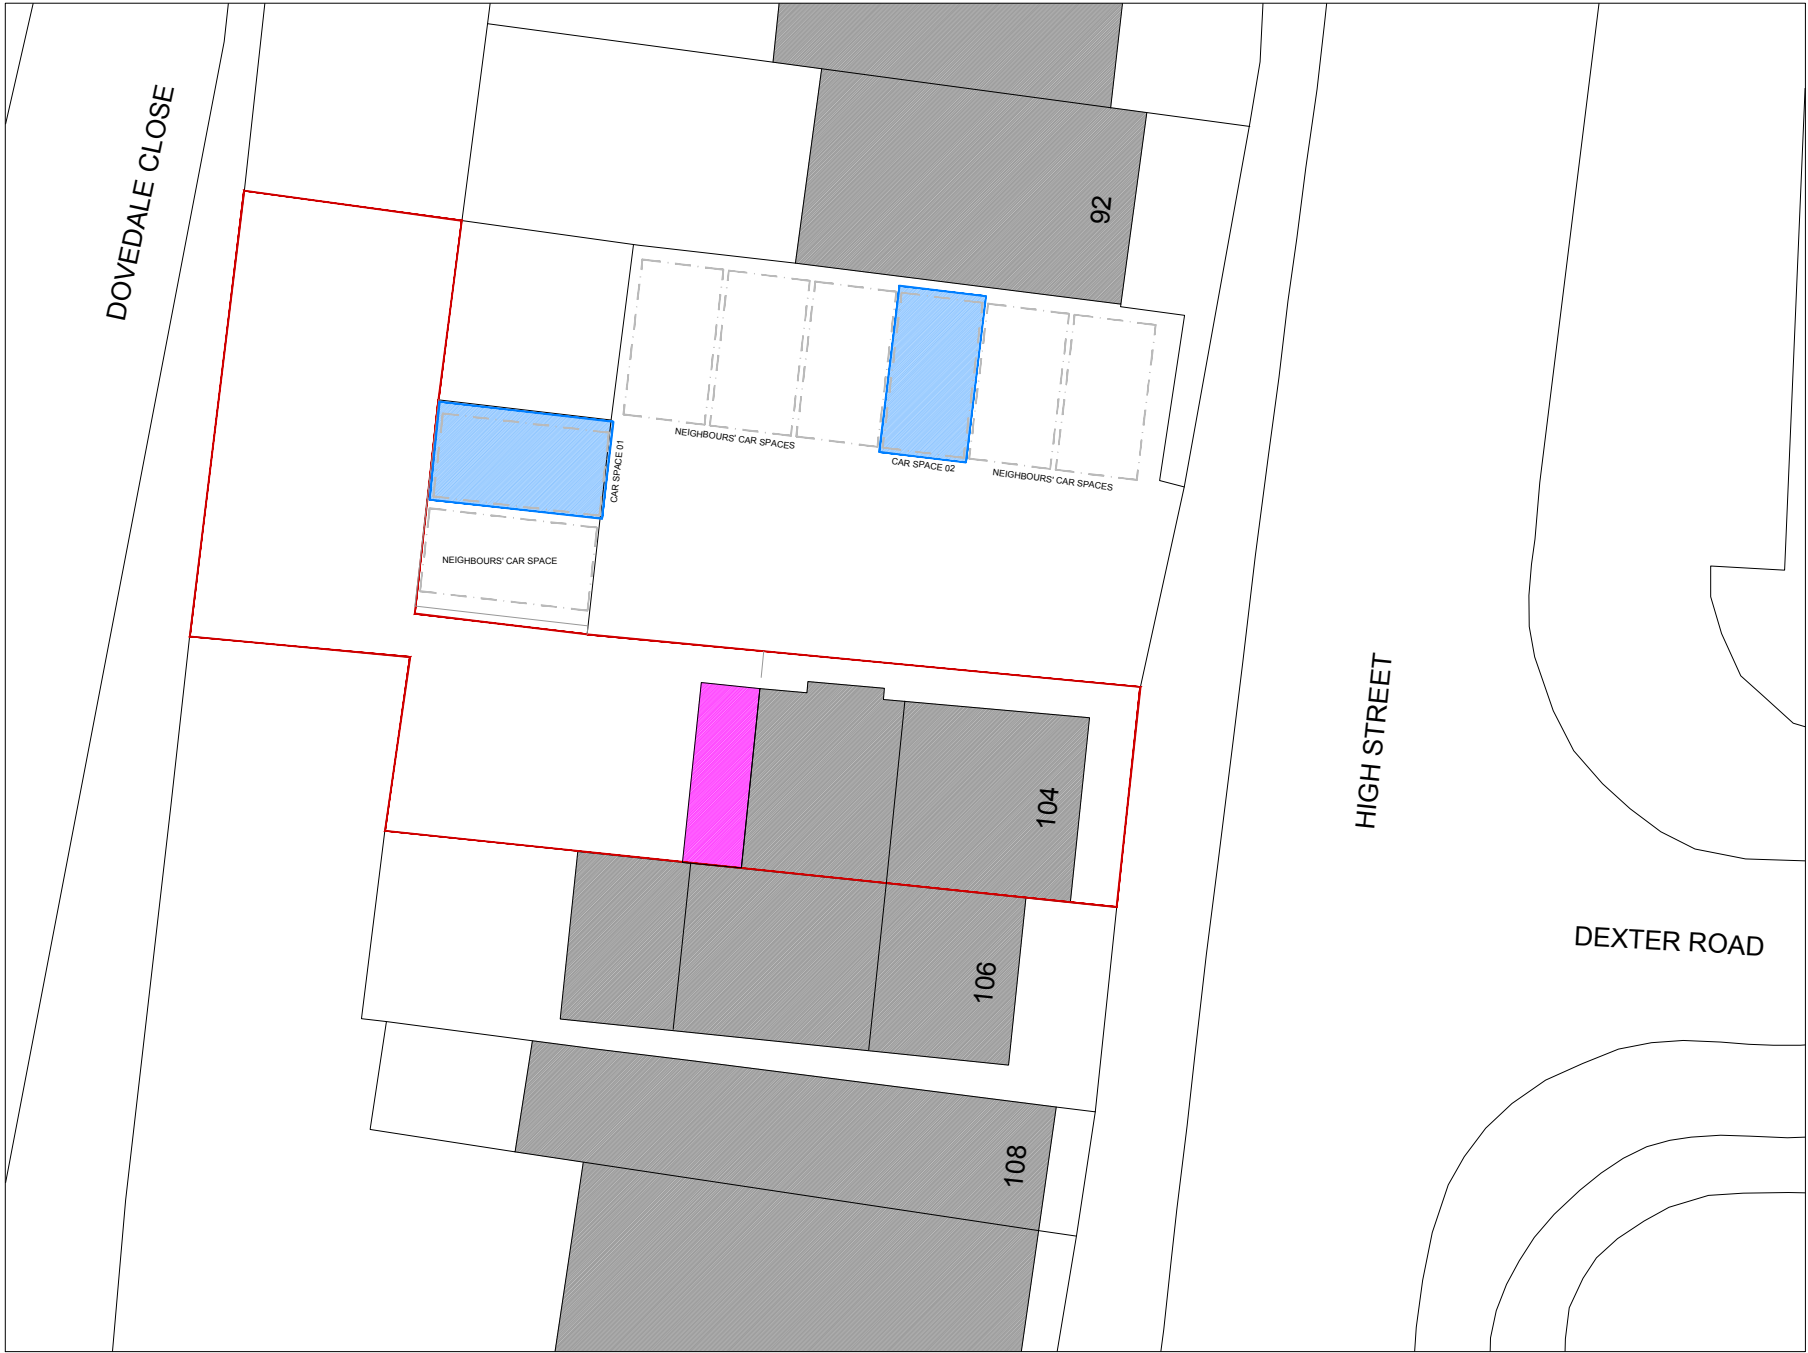 DOVEDALE CLOSE
92
NEIGHBOURS' CAR SPACES
CAR SPACE 02
NEIGHBOURS' CAR SPACES
CAR SPACE 01
NEIGHBOURS' CAR SPACE
HIGH STREET
104
DEXTER ROAD
106
108